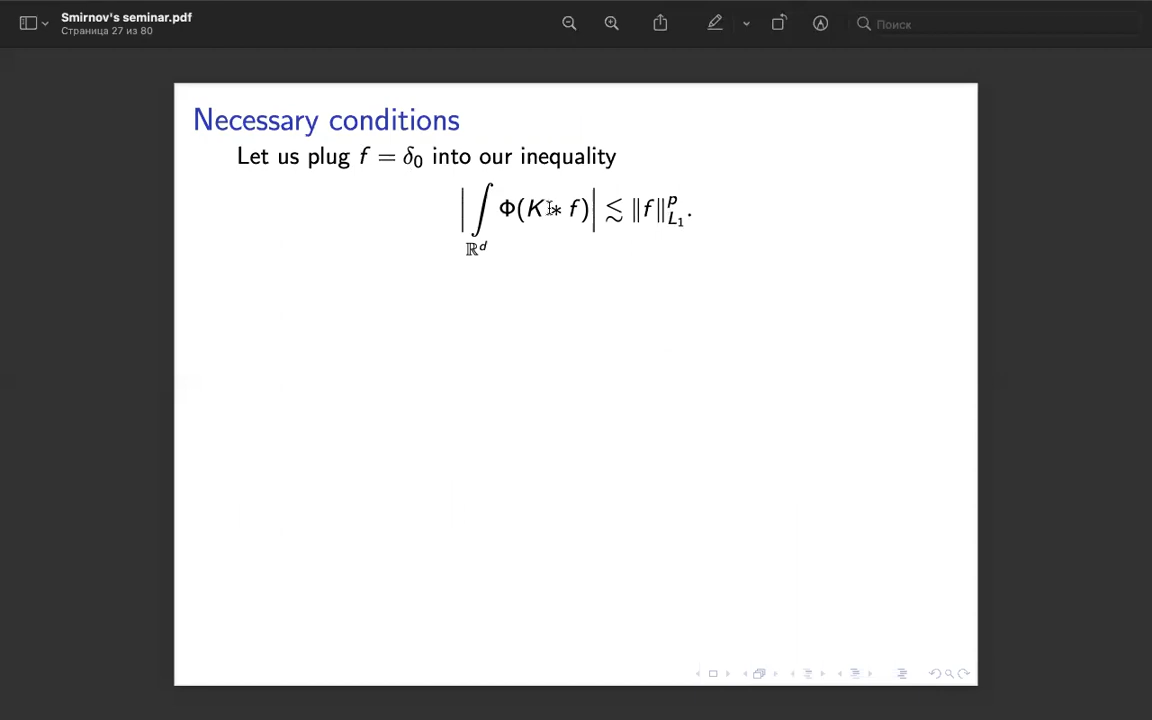 Smirnov's seminar.pdf
Страница 27 из 80
Поиск
Necessary conditions
Let us plug f = δ₀ into our inequality
|∫_{ℝ^d} Φ(K * f)| ≲ ‖f‖^p_{L₁}.